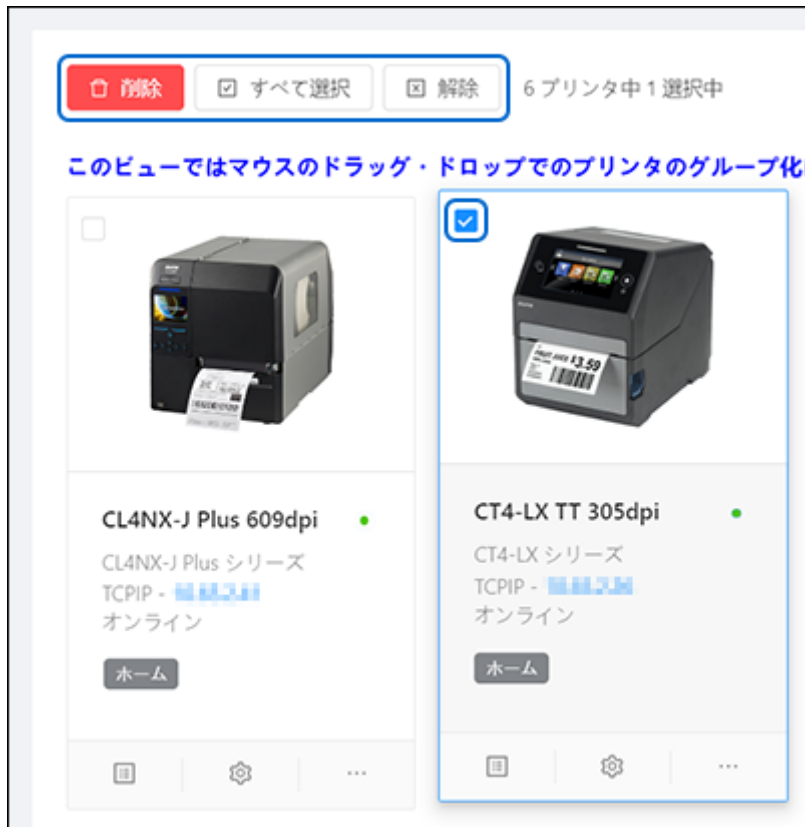 削除 すべて選択 解除 6 プリンタ中 1 選択中
このビューではマウスのドラッグ・ドロップでのプリンタのグループ化
FRUIT JUICE $3.59
CL4NX-J Plus 609dpi
CL4NX-J Plus シリーズ
TCPIP -
オンライン
ホーム
CT4-LX TT 305dpi
CT4-LX シリーズ
TCPIP -
オンライン
ホーム